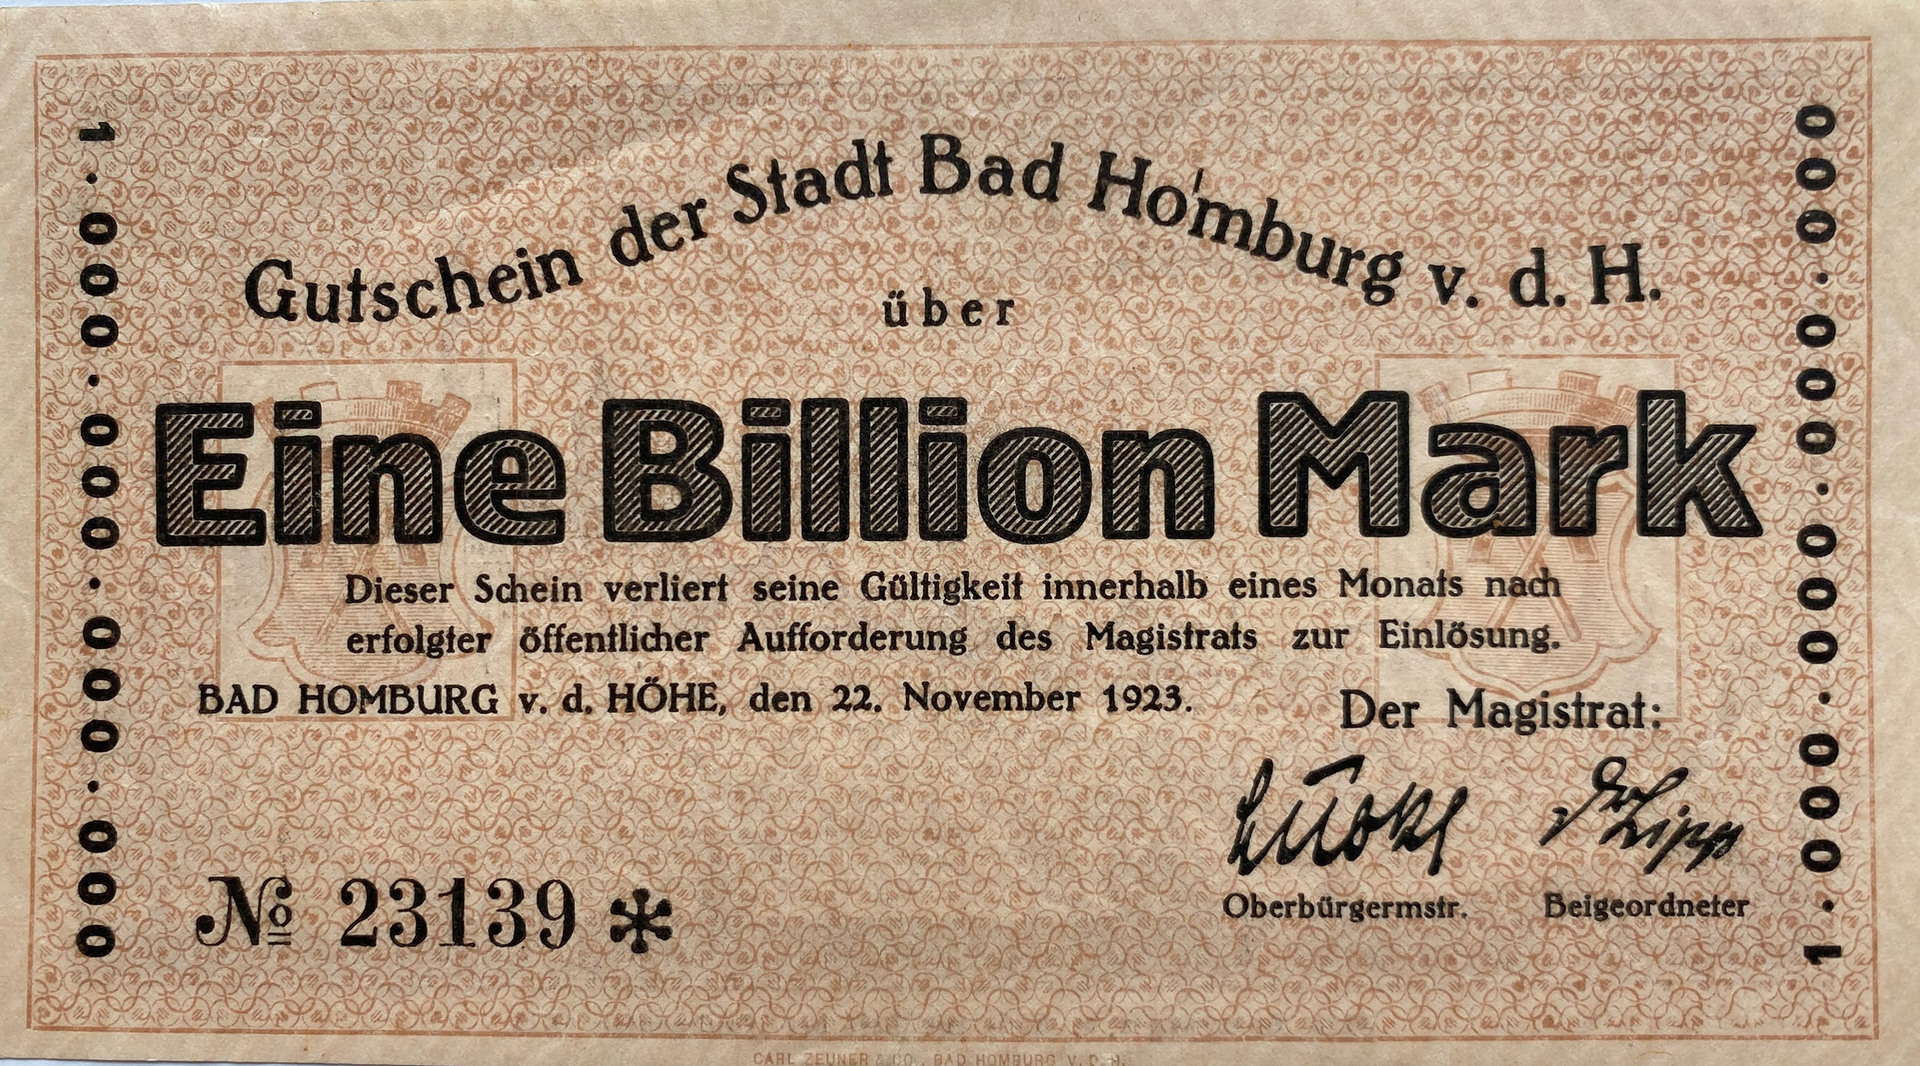 Gutschein der Stadt Bad Homburg v. d. H.
über
Eine Billion Mark
Dieser Schein verliert seine Gültigkeit innerhalb eines Monats nach
erfolgter öffentlicher Aufforderung des Magistrats zur Einlösung.
BAD HOMBURG v. d. HÖHE, den 22. November 1923.
Der Magistrat:
Oberbürgermstr. Beigeordneter
№ 23139 *
1.000.000.000.000
1.000.000.000.000
CARL ZEUNER & CO., BAD HOMBURG V. D. H.